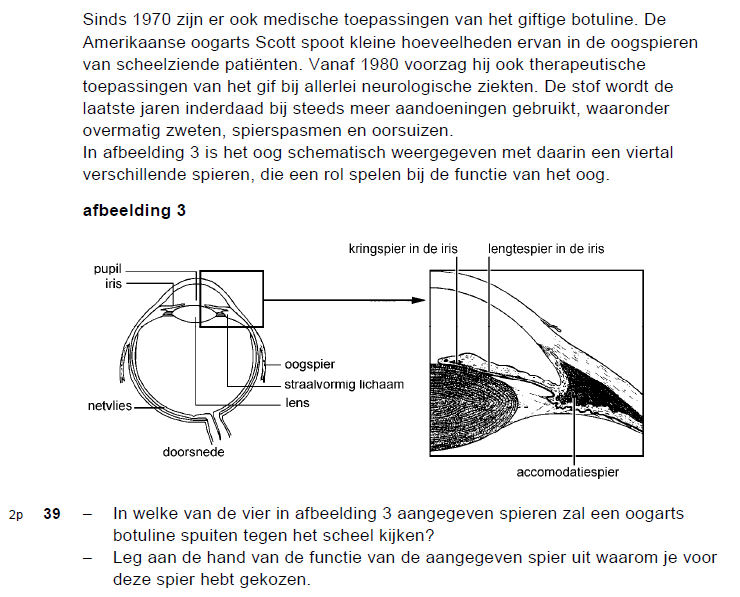 Sinds 1970 zijn er ook medische toepassingen van het giftige botuline. De
Amerikaanse oogarts Scott spoot kleine hoeveelheden ervan in de oogspieren
van scheelziende patiënten. Vanaf 1980 voorzag hij ook therapeutische
toepassingen van het gif bij allerlei neurologische ziekten. De stof wordt de
laatste jaren inderdaad bij steeds meer aandoeningen gebruikt, waaronder
overmatig zweten, spierspasmen en oorsuizen.
In afbeelding 3 is het oog schematisch weergegeven met daarin een viertal
verschillende spieren, die een rol spelen bij de functie van het oog.
afbeelding 3
kringspier in de iris
lengtespier in de iris
pupil
iris
oogspier
straalvormig lichaam
lens
netvlies
doorsnede
accomodatiespier
2p 39 – In welke van de vier in afbeelding 3 aangegeven spieren zal een oogarts
botuline spuiten tegen het scheel kijken?
– Leg aan de hand van de functie van de aangegeven spier uit waarom je voor
deze spier hebt gekozen.